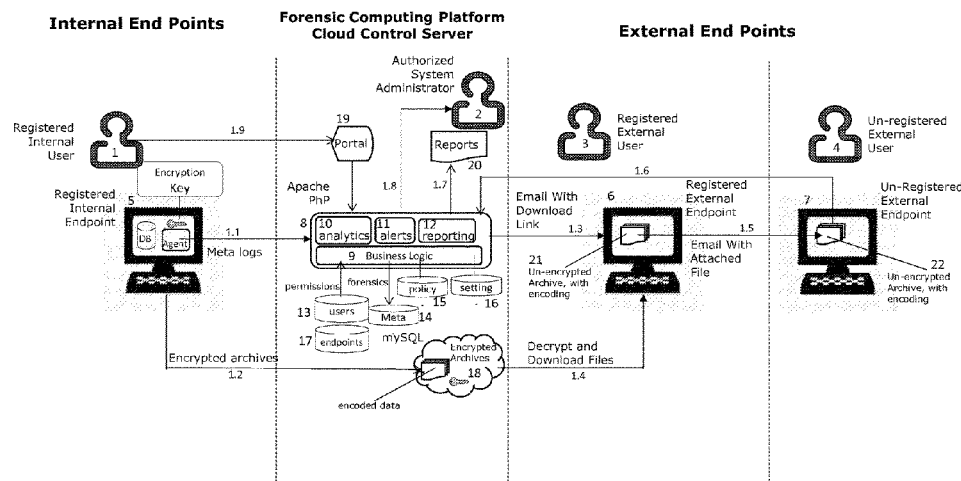 Internal End Points
Forensic Computing Platform
Cloud Control Server
External End Points
Authorized
System
Administrator
2
Registered
Internal
User
1
1.9
19
Portal
Reports
20
3
Registered
External
User
4
Un-registered
External
User
Encryption
Key
Apache
PhP
1.8
1.7
1.6
Registered
Internal
Endpoint
5
DB
Agent
1.1
Meta logs
8
10
analytics
11
alerts
12
reporting
9
Business Logic
Email With
Download
Link
1.3
6
Registered
External
Endpoint
1.5
Email With
Attached
File
7
Un-Registered
External
Endpoint
21
Un-encrypted
Archive, with
encoding
22
Un-encrypted
Archive, with
encoding
permissions
forensics
policy
15
setting
16
13
users
Meta
14
mySQL
17
endpoints
Encrypted archives
1.2
Encrypted
Archives
18
encoded data
Decrypt and
Download Files
1.4